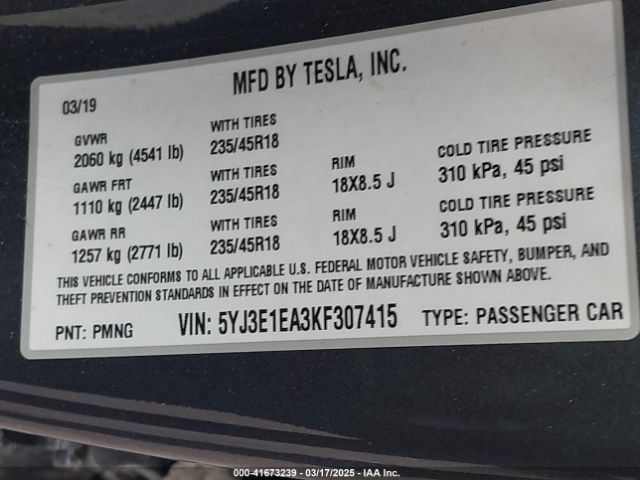 MFD BY TESLA, INC.
03/19
GVWR
2060 kg (4541 lb)
WITH TIRES
235/45R18
GAWR FRT
1110 kg (2447 lb)
WITH TIRES
235/45R18
RIM
18X8.5 J
COLD TIRE PRESSURE
310 kPa, 45 psi
GAWR RR
1257 kg (2771 lb)
WITH TIRES
235/45R18
RIM
18X8.5 J
COLD TIRE PRESSURE
310 kPa, 45 psi
THIS VEHICLE CONFORMS TO ALL APPLICABLE U.S. FEDERAL MOTOR VEHICLE SAFETY, BUMPER, AND
THEFT PREVENTION STANDARDS IN EFFECT ON THE DATE OF MANUFACTURE SHOWN ABOVE.
PNT: PMNG VIN: 5YJ3E1EA3KF307415 TYPE: PASSENGER CAR
000-41673239 - 03/17/2025 - IAA Inc.